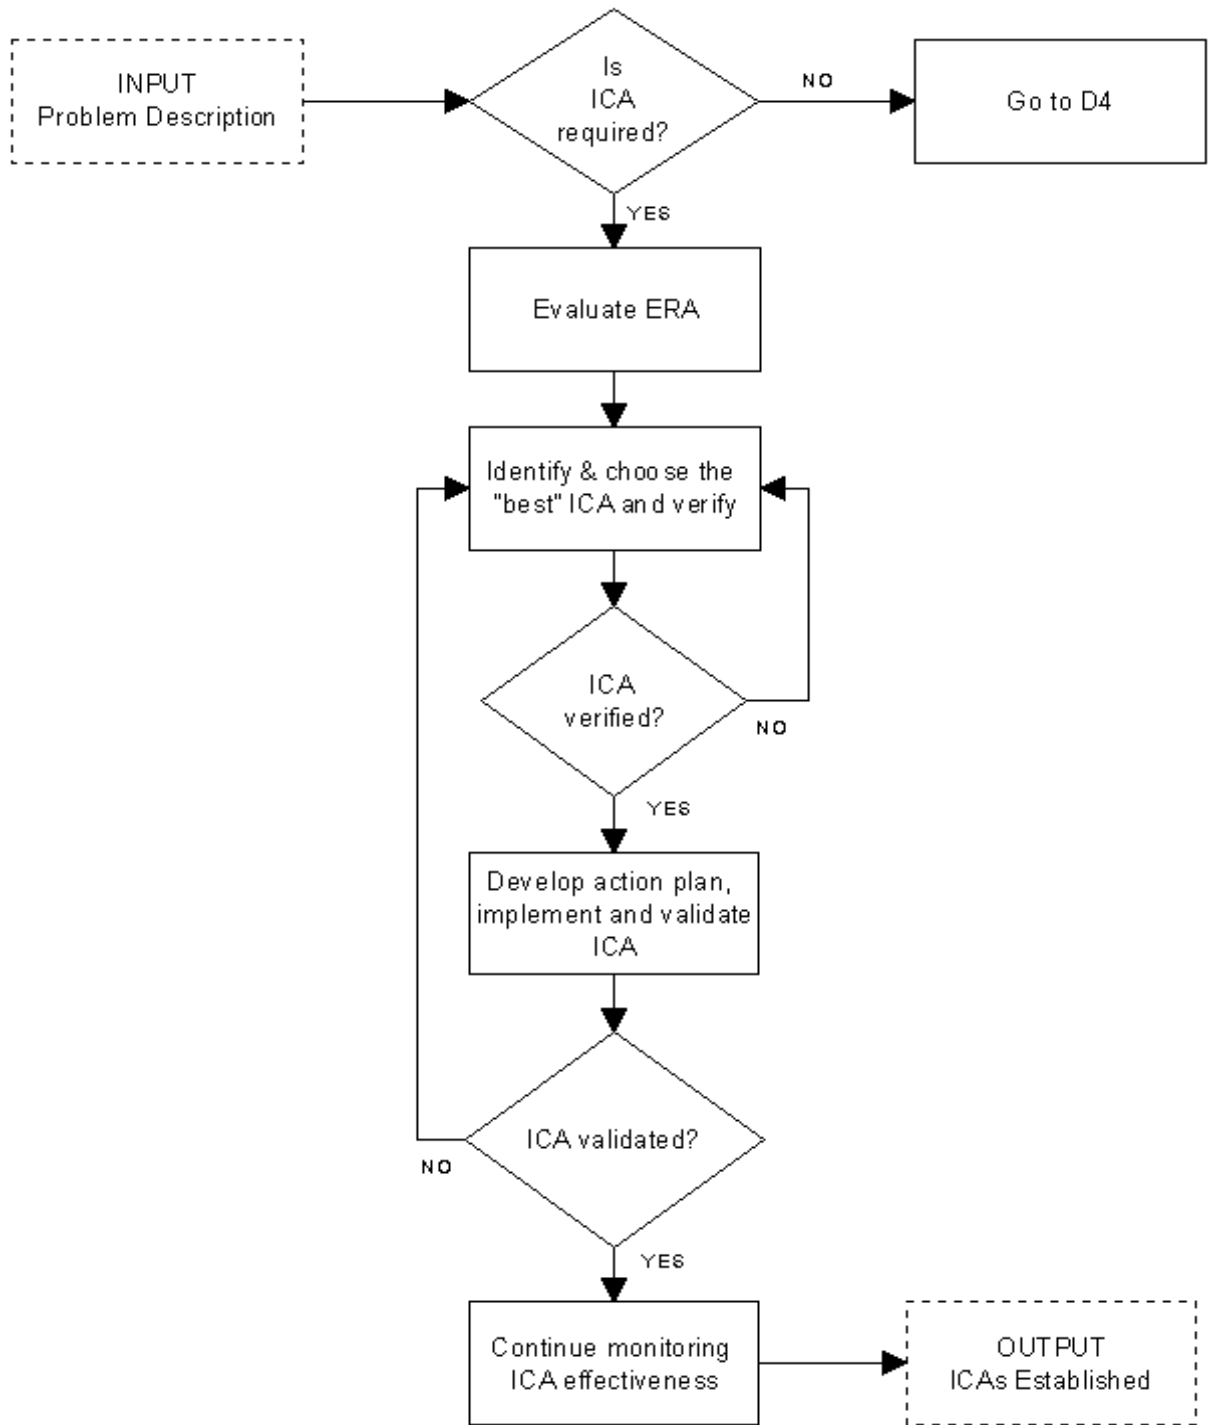 INPUT
Problem Description
Is
ICA
required?
NO
Go to D4
YES
Evaluate ERA
Identify & choose the
"best" ICA and verify
ICA
verified?
NO
YES
Develop action plan,
implement and validate
ICA
ICA validated?
NO
YES
Continue monitoring
ICA effectiveness
OUTPUT
ICAs Established